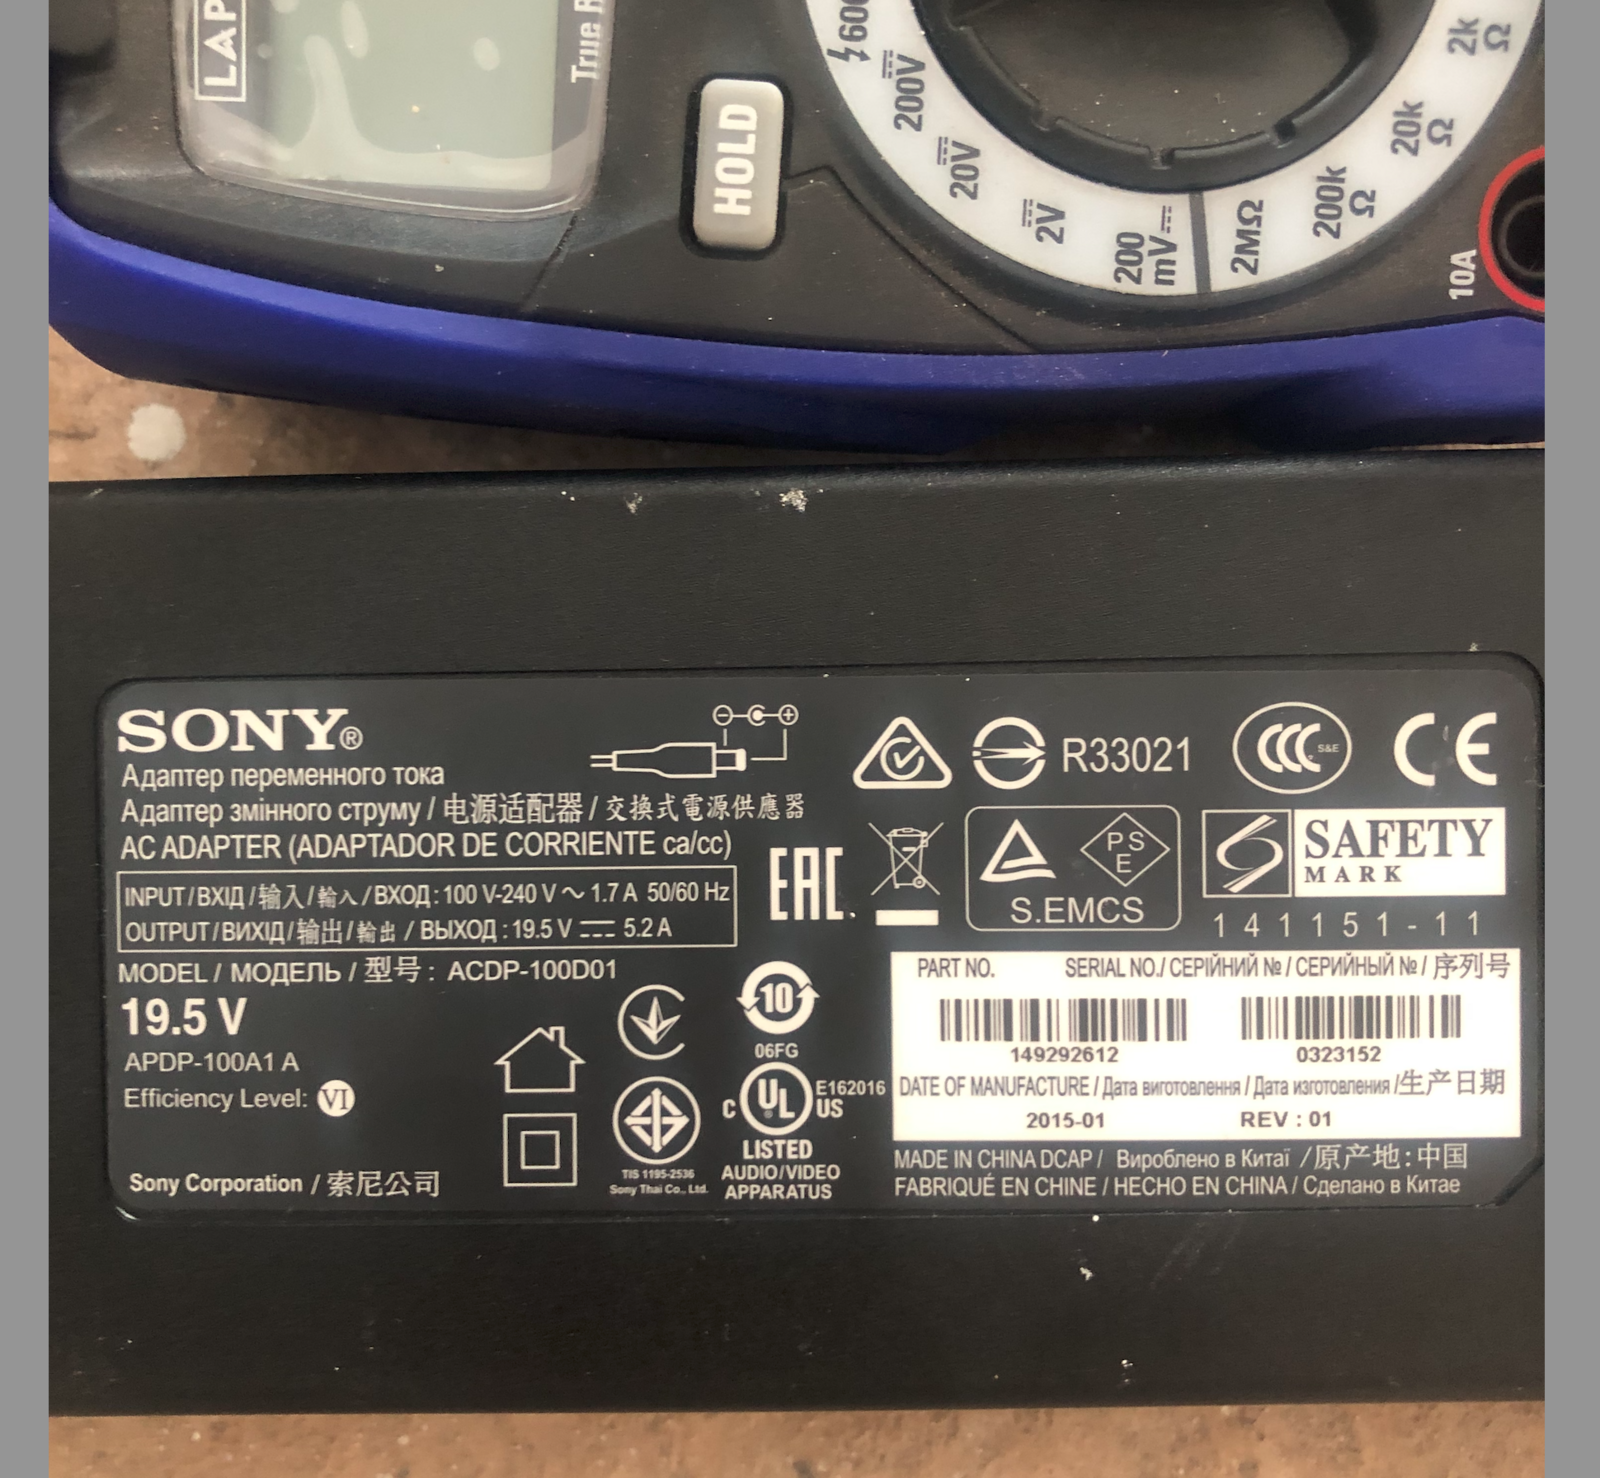 LAP
True R
HOLD
600
200V
20V
2V
200
mV
2MΩ
200k
Ω
20k
Ω
2k
Ω
10A
SONY®
Адаптер переменного тока
Адаптер змінного струму / 电源适配器 / 交換式電源供應器
AC ADAPTER (ADAPTADOR DE CORRIENTE ca/cc)
INPUT/ВХІД/输入/輸入/ВХОД: 100 V-240 V ~ 1.7 A 50/60 Hz
OUTPUT/ВИХІД/输出/輸出 / ВЫХОД: 19.5 V ⎓ 5.2 A
MODEL / МОДЕЛЬ / 型号: ACDP-100D01
19.5 V
APDP-100A1 A
Efficiency Level: VI
Sony Corporation / 索尼公司
R33021
CCC S&E
CE
EAC
PS
E
S.EMCS
SAFETY
MARK
141151-11
10
06FG
TIS 1195-2536
Sony Thai Co., Ltd.
C UL US
E162016
LISTED
AUDIO/VIDEO
APPARATUS
PART NO. SERIAL NO./ СЕРІЙНИЙ №/ СЕРИЙНЫЙ №/ 序列号
149292612 0323152
DATE OF MANUFACTURE / Дата виготовлення / Дата изготовления /生产日期
2015-01 REV : 01
MADE IN CHINA DCAP / Вироблено в Китаї /原产地:中国
FABRIQUÉ EN CHINE / HECHO EN CHINA / Сделано в Китае